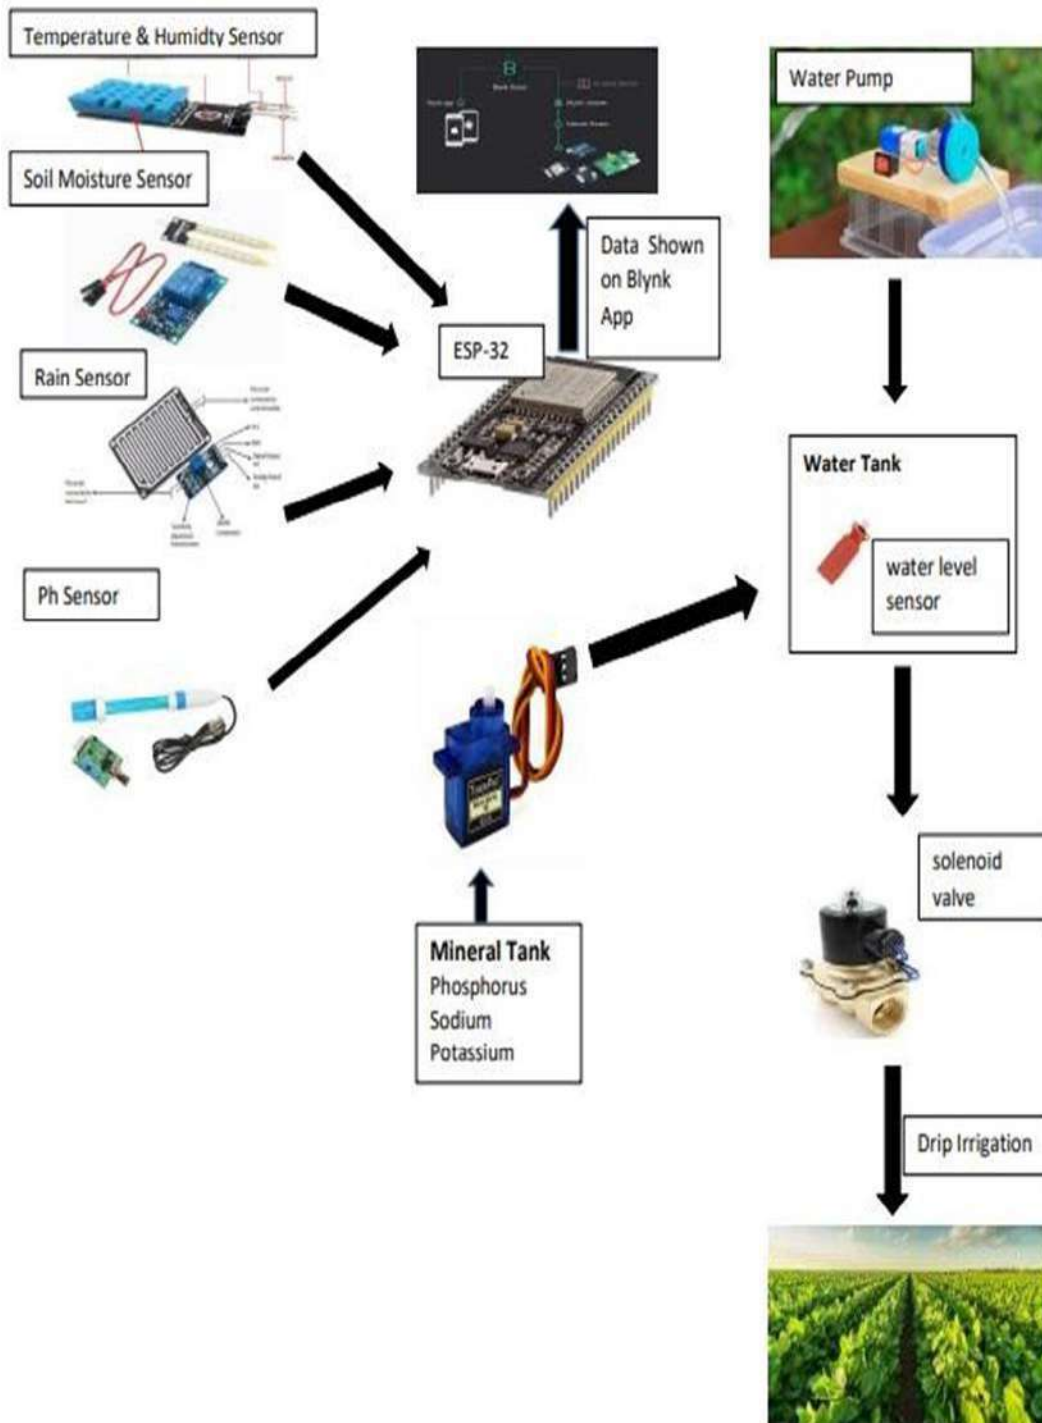 Temperature & Humidty Sensor
Soil Moisture Sensor
Rain Sensor
Ph Sensor
Data Shown
on Blynk
App
ESP-32
Water Pump
Water Tank
water level
sensor
solenoid
valve
Mineral Tank
Phosphorus
Sodium
Potassium
Drip Irrigation